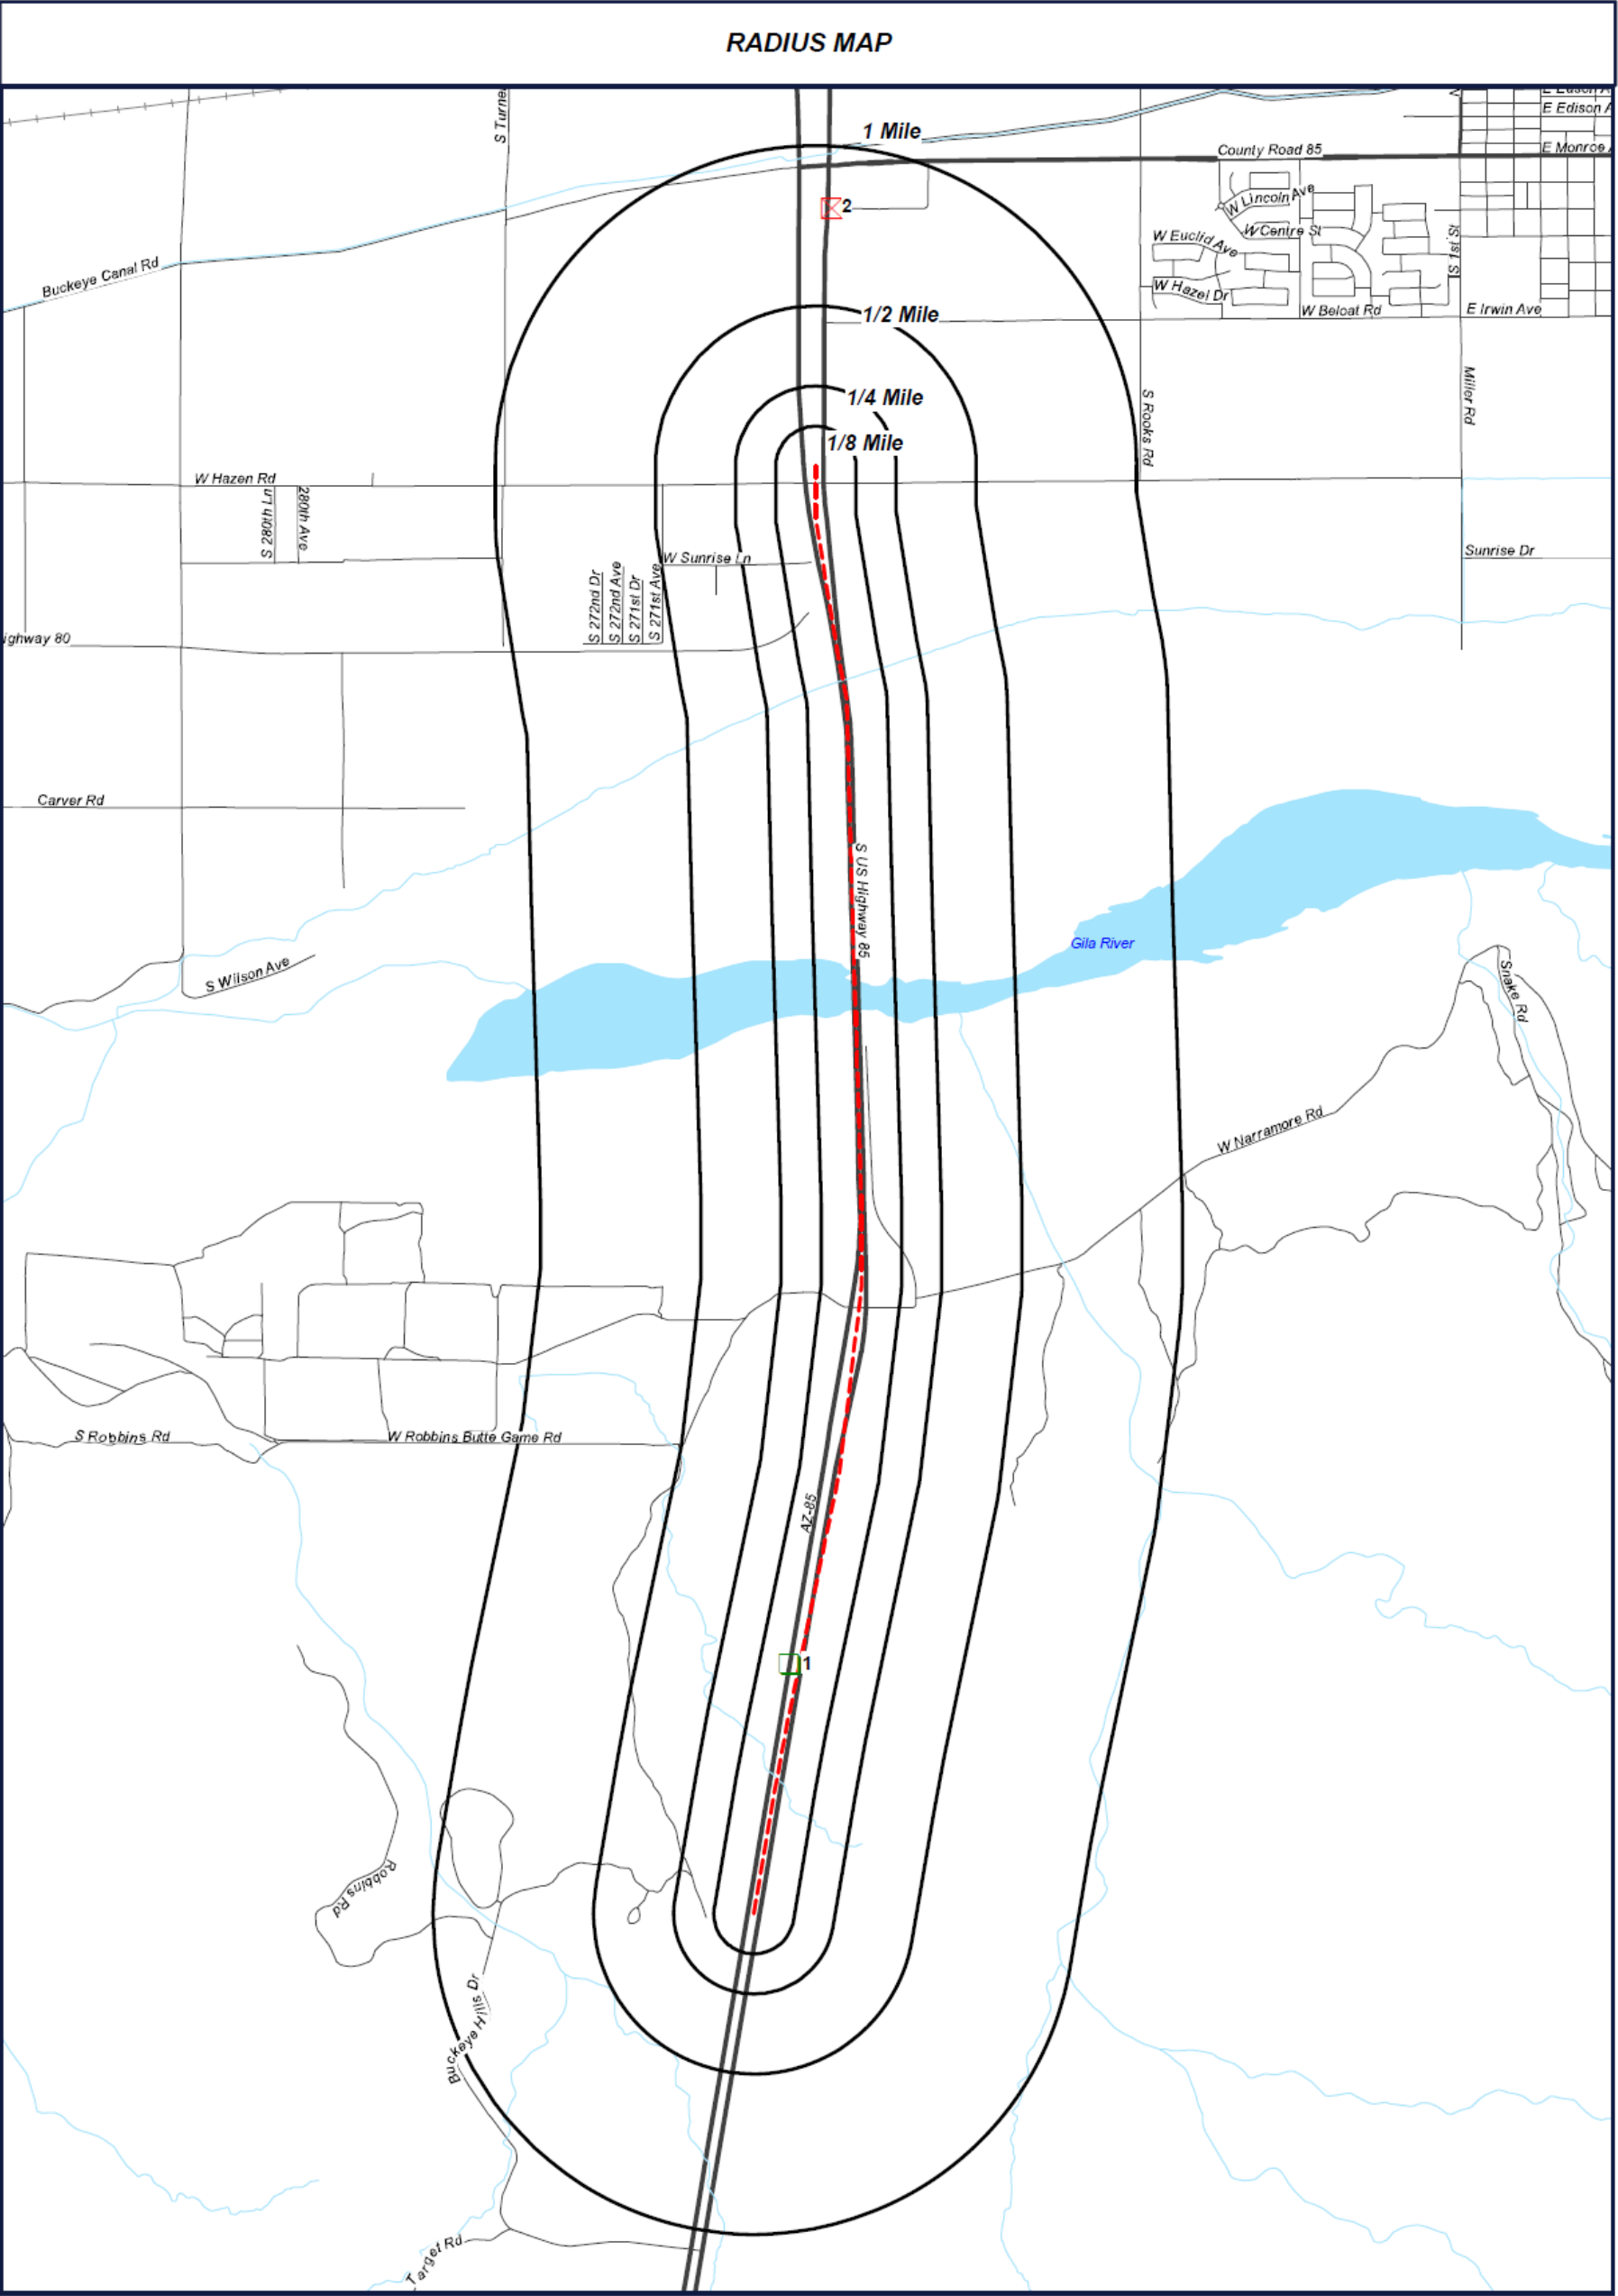 RADIUS MAP
E Edison A
E Monroe
S Turne
1 Mile
County Road 85
2
W Lincoln Ave
W Centre St
W Euclid Ave
W Hazel Dr
S 1st St
Buckeye Canal Rd
1/2 Mile
W Beloat Rd
E Irwin Ave
1/4 Mile
Miller Rd
S Rooks Rd
1/8 Mile
W Hazen Rd
S 280th Ln
280th Ave
Sunrise Dr
W Sunrise Ln
S 272nd Dr
S 272nd Ave
S 271st Dr
S 271st Ave
ighway 80
Carver Rd
S US Highway 85
Gila River
S Wilson Ave
Snake Rd
W Narramore Rd
S Robbins Rd
W Robbins Butte Game Rd
AZ-85
1
Robbins Rd
Buckeye Hills Dr
Target Rd